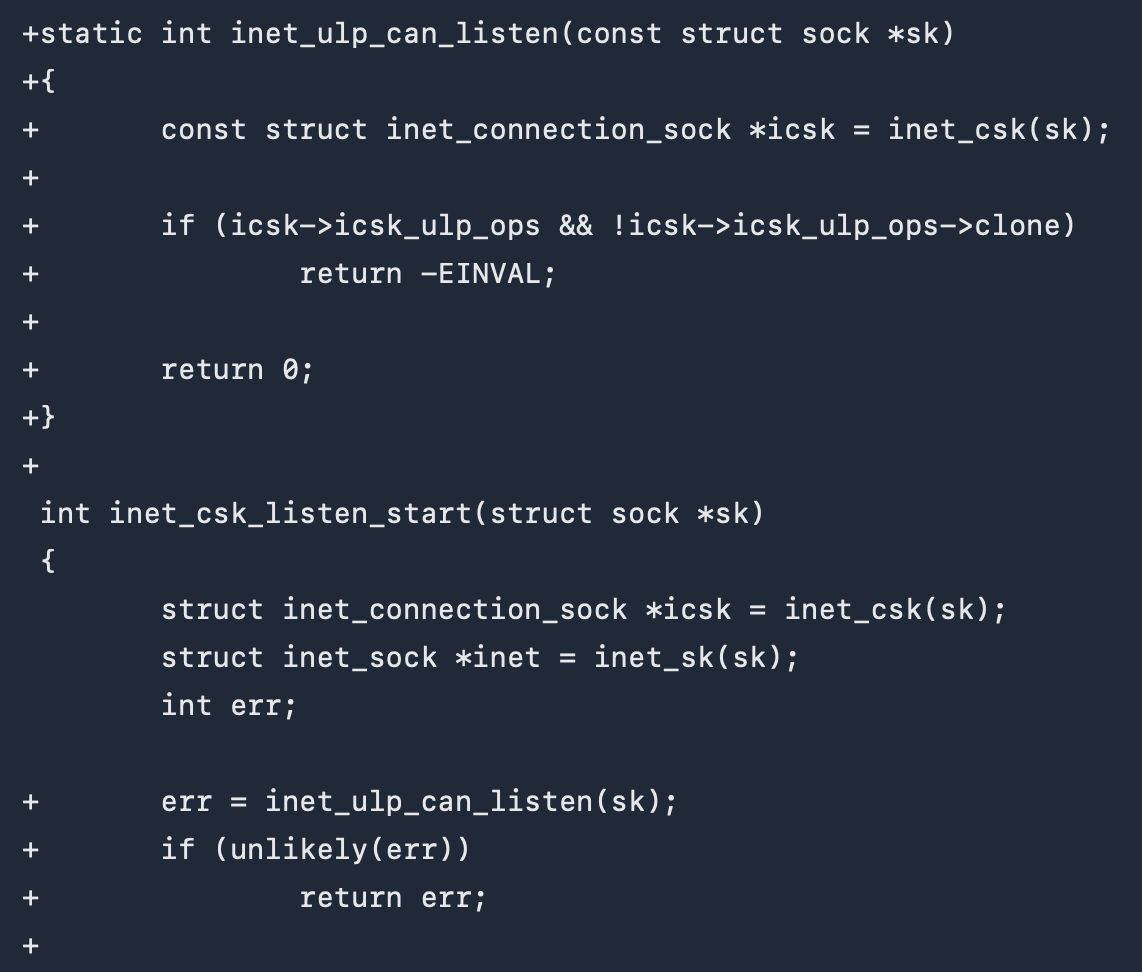 +static int inet_ulp_can_listen(const struct sock *sk)
+{
+       const struct inet_connection_sock *icsk = inet_csk(sk);
+
+       if (icsk->icsk_ulp_ops && !icsk->icsk_ulp_ops->clone)
+               return -EINVAL;
+
+       return 0;
+}
+
 int inet_csk_listen_start(struct sock *sk)
 {
        struct inet_connection_sock *icsk = inet_csk(sk);
        struct inet_sock *inet = inet_sk(sk);
        int err;

+       err = inet_ulp_can_listen(sk);
+       if (unlikely(err))
+               return err;
+